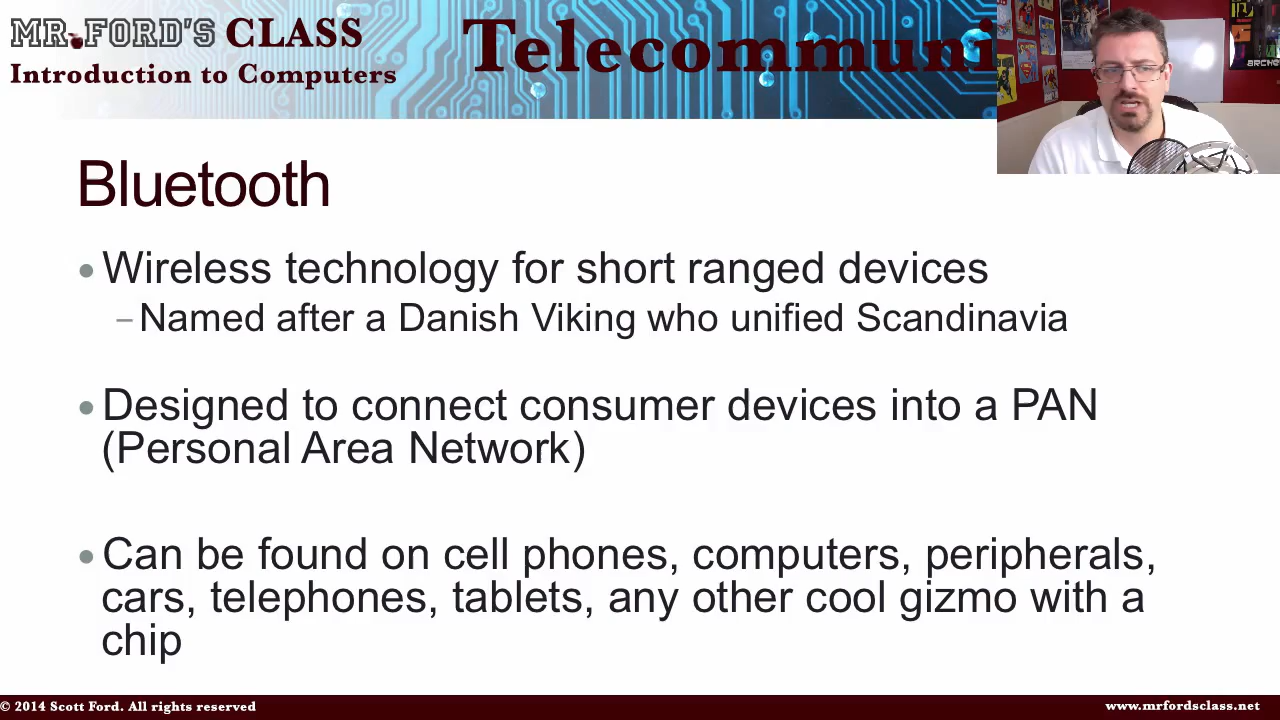 MR. FORD'S CLASS
Introduction to Computers
Telecommuni
ARCHE
Bluetooth
• Wireless technology for short ranged devices
– Named after a Danish Viking who unified Scandinavia
• Designed to connect consumer devices into a PAN
(Personal Area Network)
• Can be found on cell phones, computers, peripherals,
cars, telephones, tablets, any other cool gizmo with a
chip
© 2014 Scott Ford. All rights reserved
www.mrfordsclass.net